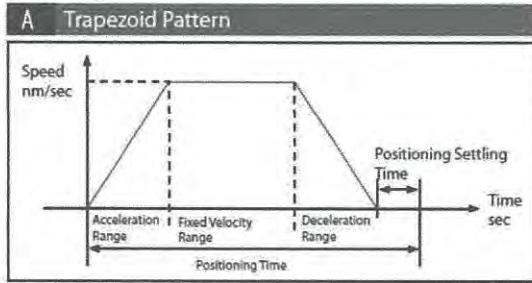 A Trapezoid Pattern
Speed
nm/sec
Positioning Settling
Time
Time
sec
Acceleration
Range
Fixed Velocity
Range
Deceleration
Range
Positioning Time